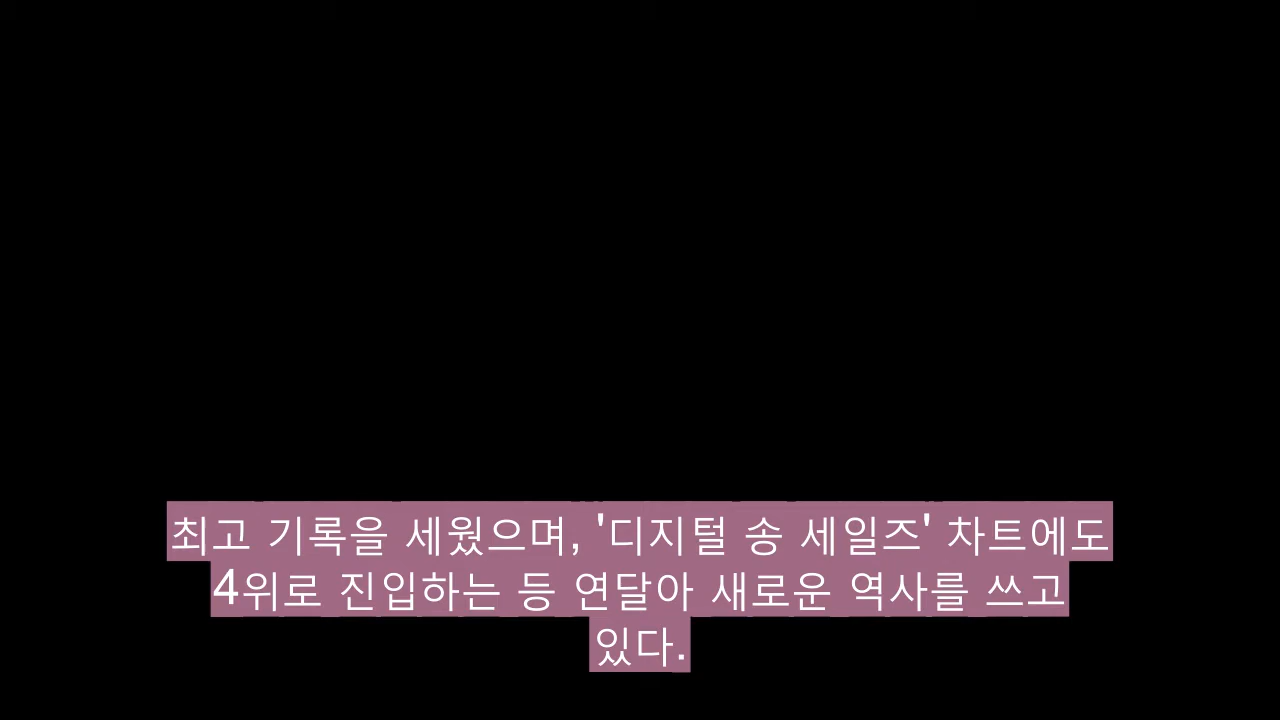 최고 기록을 세웠으며, '디지털 송 세일즈' 차트에도
4위로 진입하는 등 연달아 새로운 역사를 쓰고
있다.